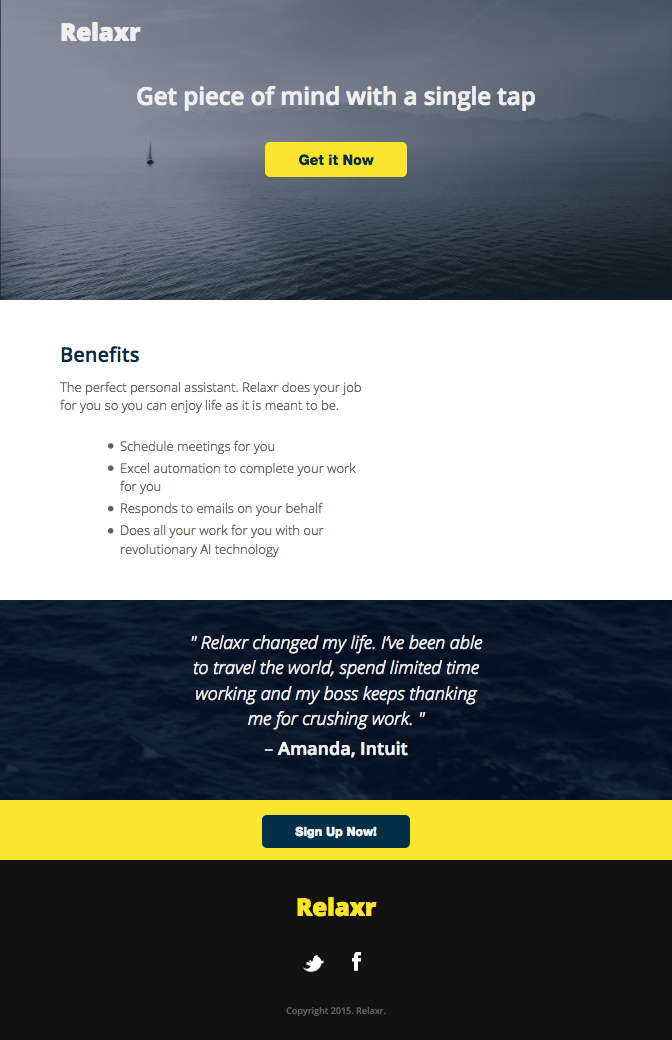 Relaxr
Get piece of mind with a single tap
Get it Now
Benefits
The perfect personal assistant. Relaxr does your job
for you so you can enjoy life as it is meant to be.
Schedule meetings for you
Excel automation to complete your work
for you
Responds to emails on your behalf
Does all your work for you with our
revolutionary AI technology
" Relaxr changed my life. I've been able
to travel the world, spend limited time
working and my boss keeps thanking
me for crushing work. "
– Amanda, Intuit
Sign Up Now!
Relaxr
Copyright 2015. Relaxr.